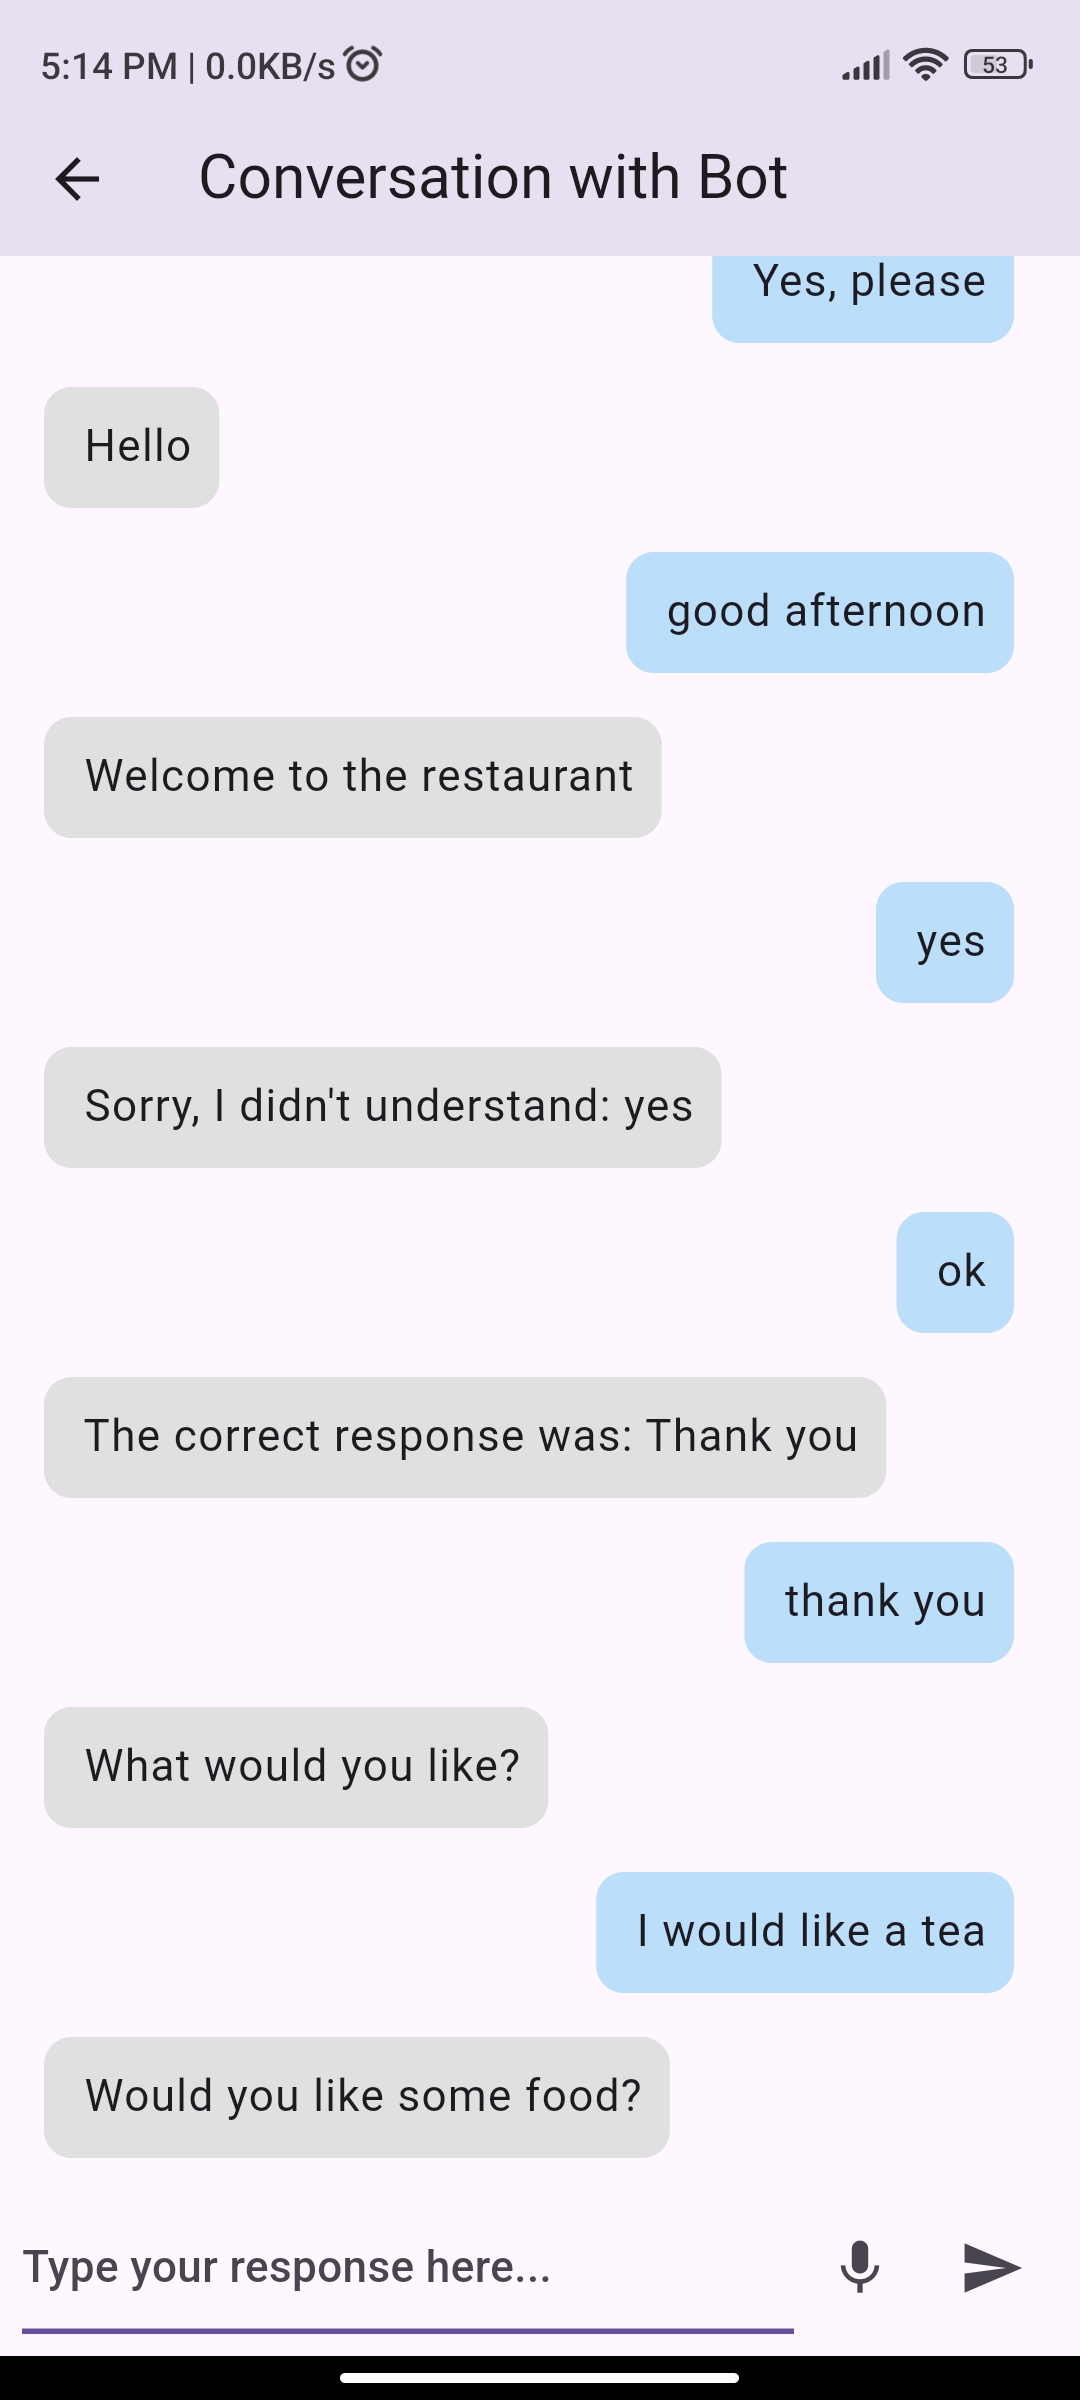 5:14 PM | 0.0KB/s
53
Conversation with Bot
Yes, please
Hello
good afternoon
Welcome to the restaurant
yes
Sorry, I didn't understand: yes
ok
The correct response was: Thank you
thank you
What would you like?
I would like a tea
Would you like some food?
Type your response here...